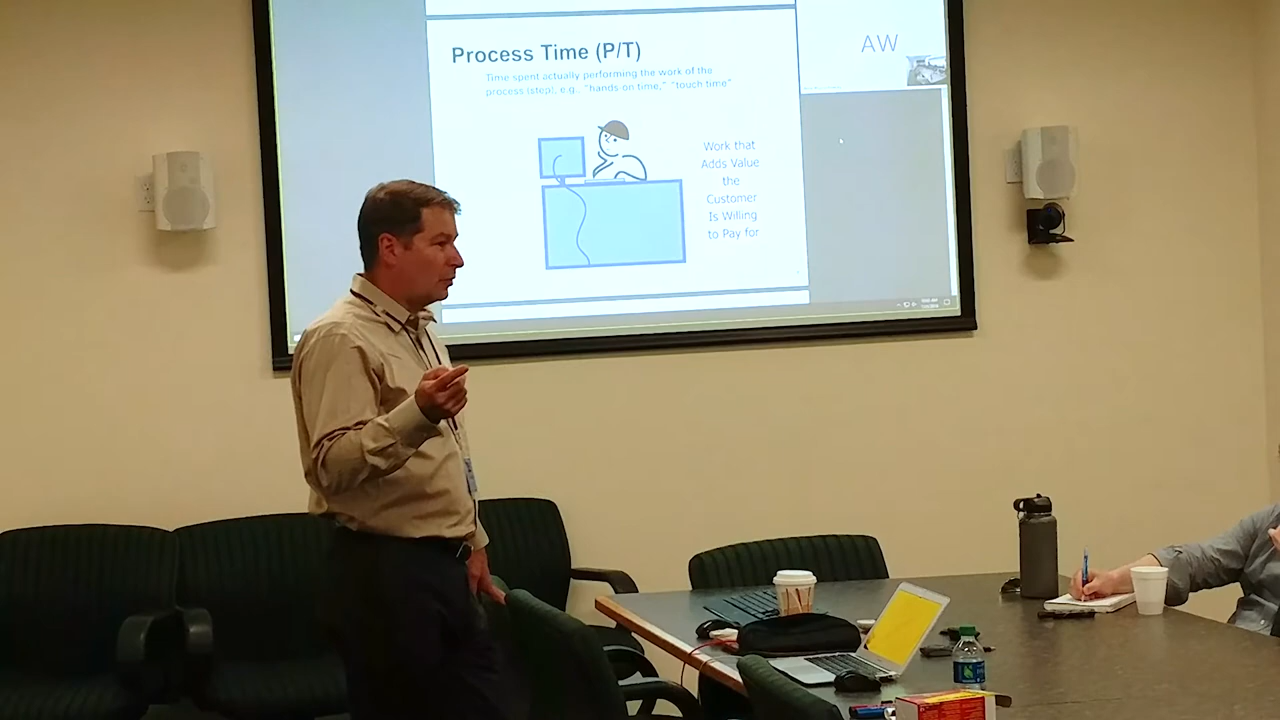 Process Time (P/T)
Time spent actually performing the work of the
process (step), e.g., "hands on time," "touch time"
Work that
Adds Value
the
Customer
Is Willing
to Pay for
AW